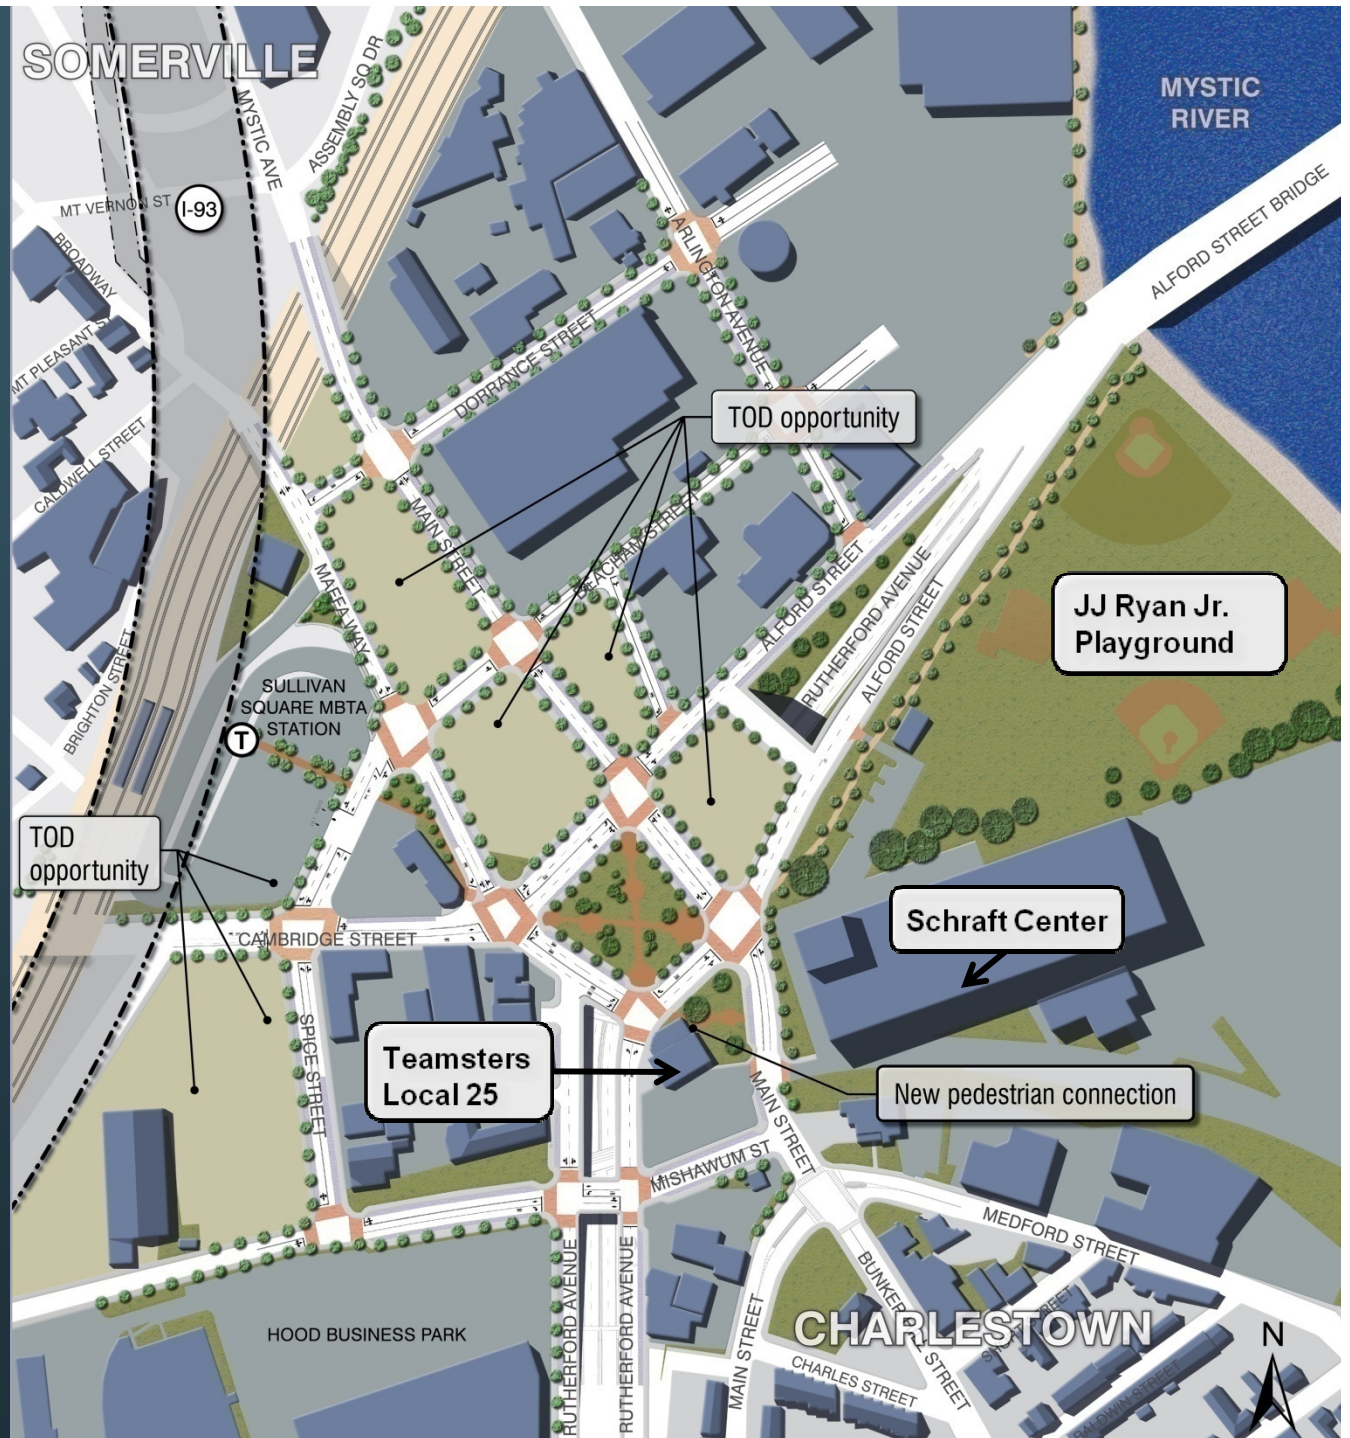 SOMERVILLE
MYSTIC AVE
ASSEMBLY SQ DR
MYSTIC
RIVER
MT VERNON ST
I-93
ALFORD STREET BRIDGE
BROADWAY
ARLINGTON AVENUE
MT PLEASANT
DORRANCE STREET
TOD opportunity
CALDWELL STREET
MAIN STREET
BEACHAM STREET
MAFFA WAY
ALFORD STREET
RUTHERFORD AVENUE
ALFORD STREET
JJ Ryan Jr.
Playground
BRIGHTON STREET
SULLIVAN
SQUARE MBTA
STATION
T
TOD
opportunity
Schraft Center
CAMBRIDGE STREET
SPICE STREET
Teamsters
Local 25
MAIN STREET
New pedestrian connection
MISHAWUM ST
MEDFORD STREET
RUTHERFORD AVENUE
RUTHERFORD AVENUE
HOOD BUSINESS PARK
MAIN STREET
BUNKER STREET
CHARLESTOWN
CHARLES STREET
BALDWIN STREET
N